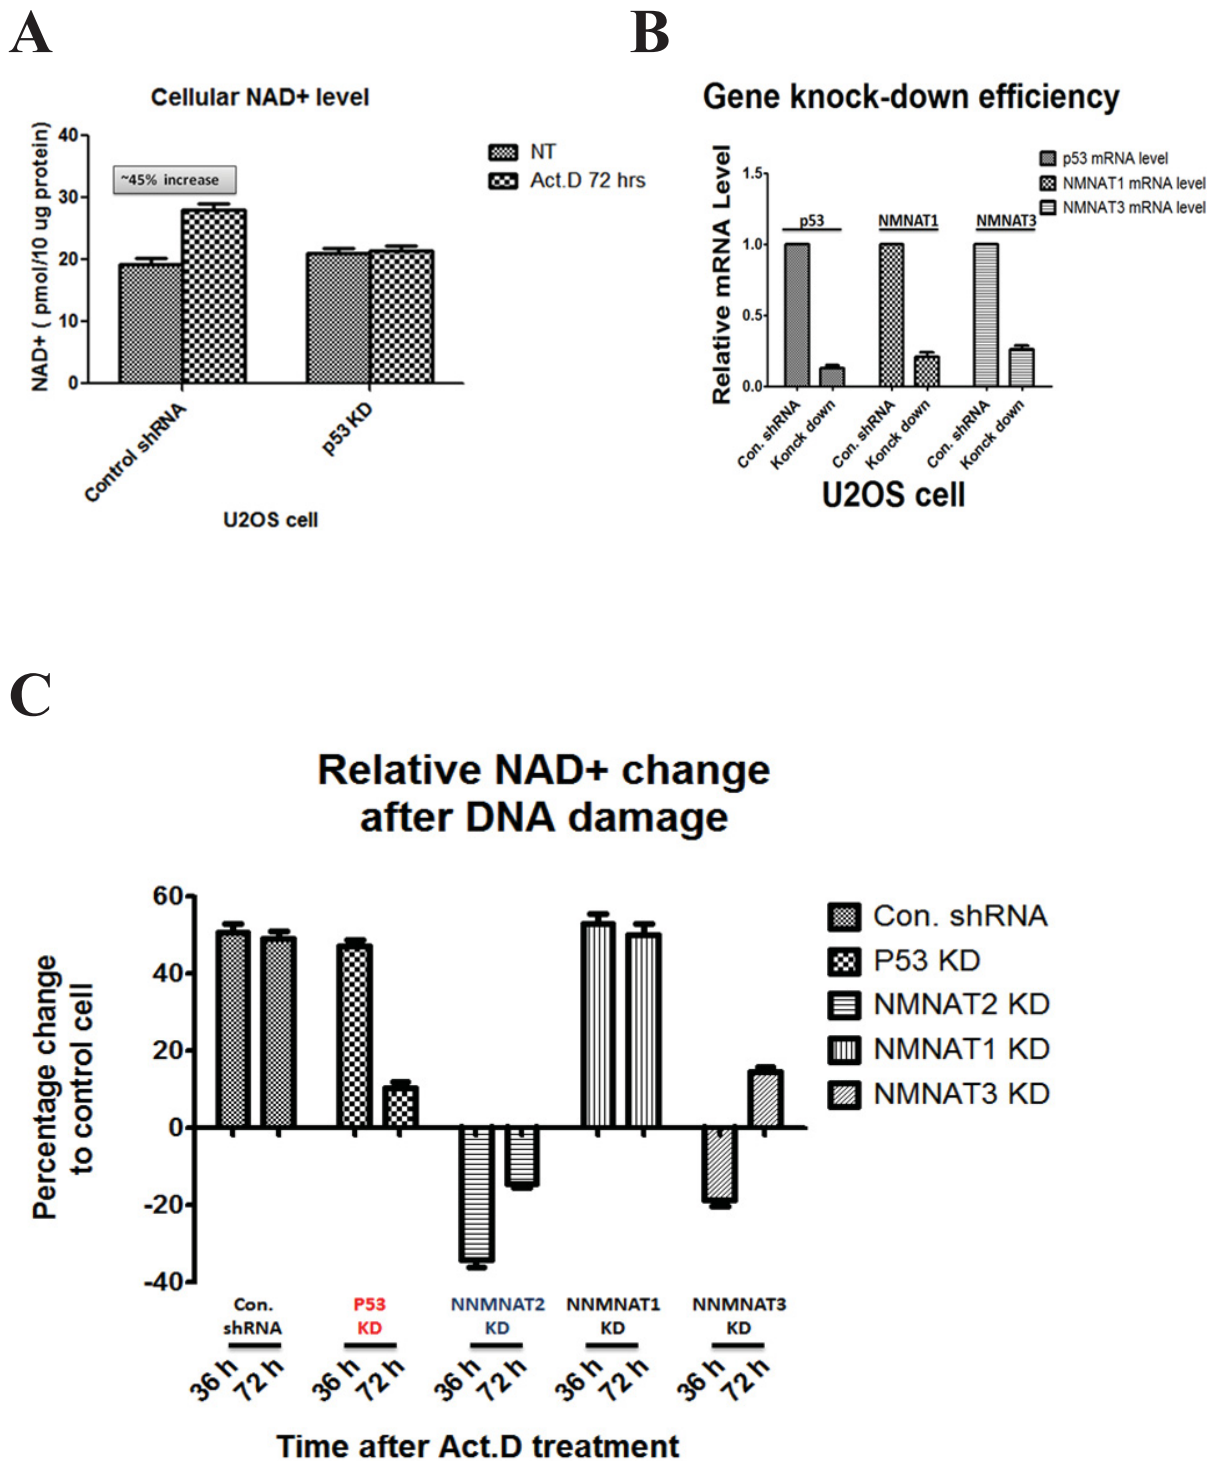 A
Cellular NAD+ level
NAD+ ( pmol/10 ug protein)
40
30
20
10
0
~45% increase
NT
Act.D 72 hrs
Control shRNA
p53 KD
U2OS cell
B
Gene knock-down efficiency
Relative mRNA Level
1.5
1.0
0.5
0.0
p53
NMNAT1
NMNAT3
p53 mRNA level
NMNAT1 mRNA level
NMNAT3 mRNA level
Con. shRNA
Konck down
Con. shRNA
Konck down
Con. shRNA
Konck down
U2OS cell
C
Relative NAD+ change
after DNA damage
Percentage change
to control cell
60
40
20
0
-20
-40
Con. shRNA
P53 KD
NMNAT2 KD
NMNAT1 KD
NMNAT3 KD
Con.
shRNA
P53
KD
NNMNAT2
KD
NNMNAT1
KD
NNMNAT3
KD
36 h
72 h
36 h
72 h
36 h
72 h
36 h
72 h
36 h
72 h
Time after Act.D treatment